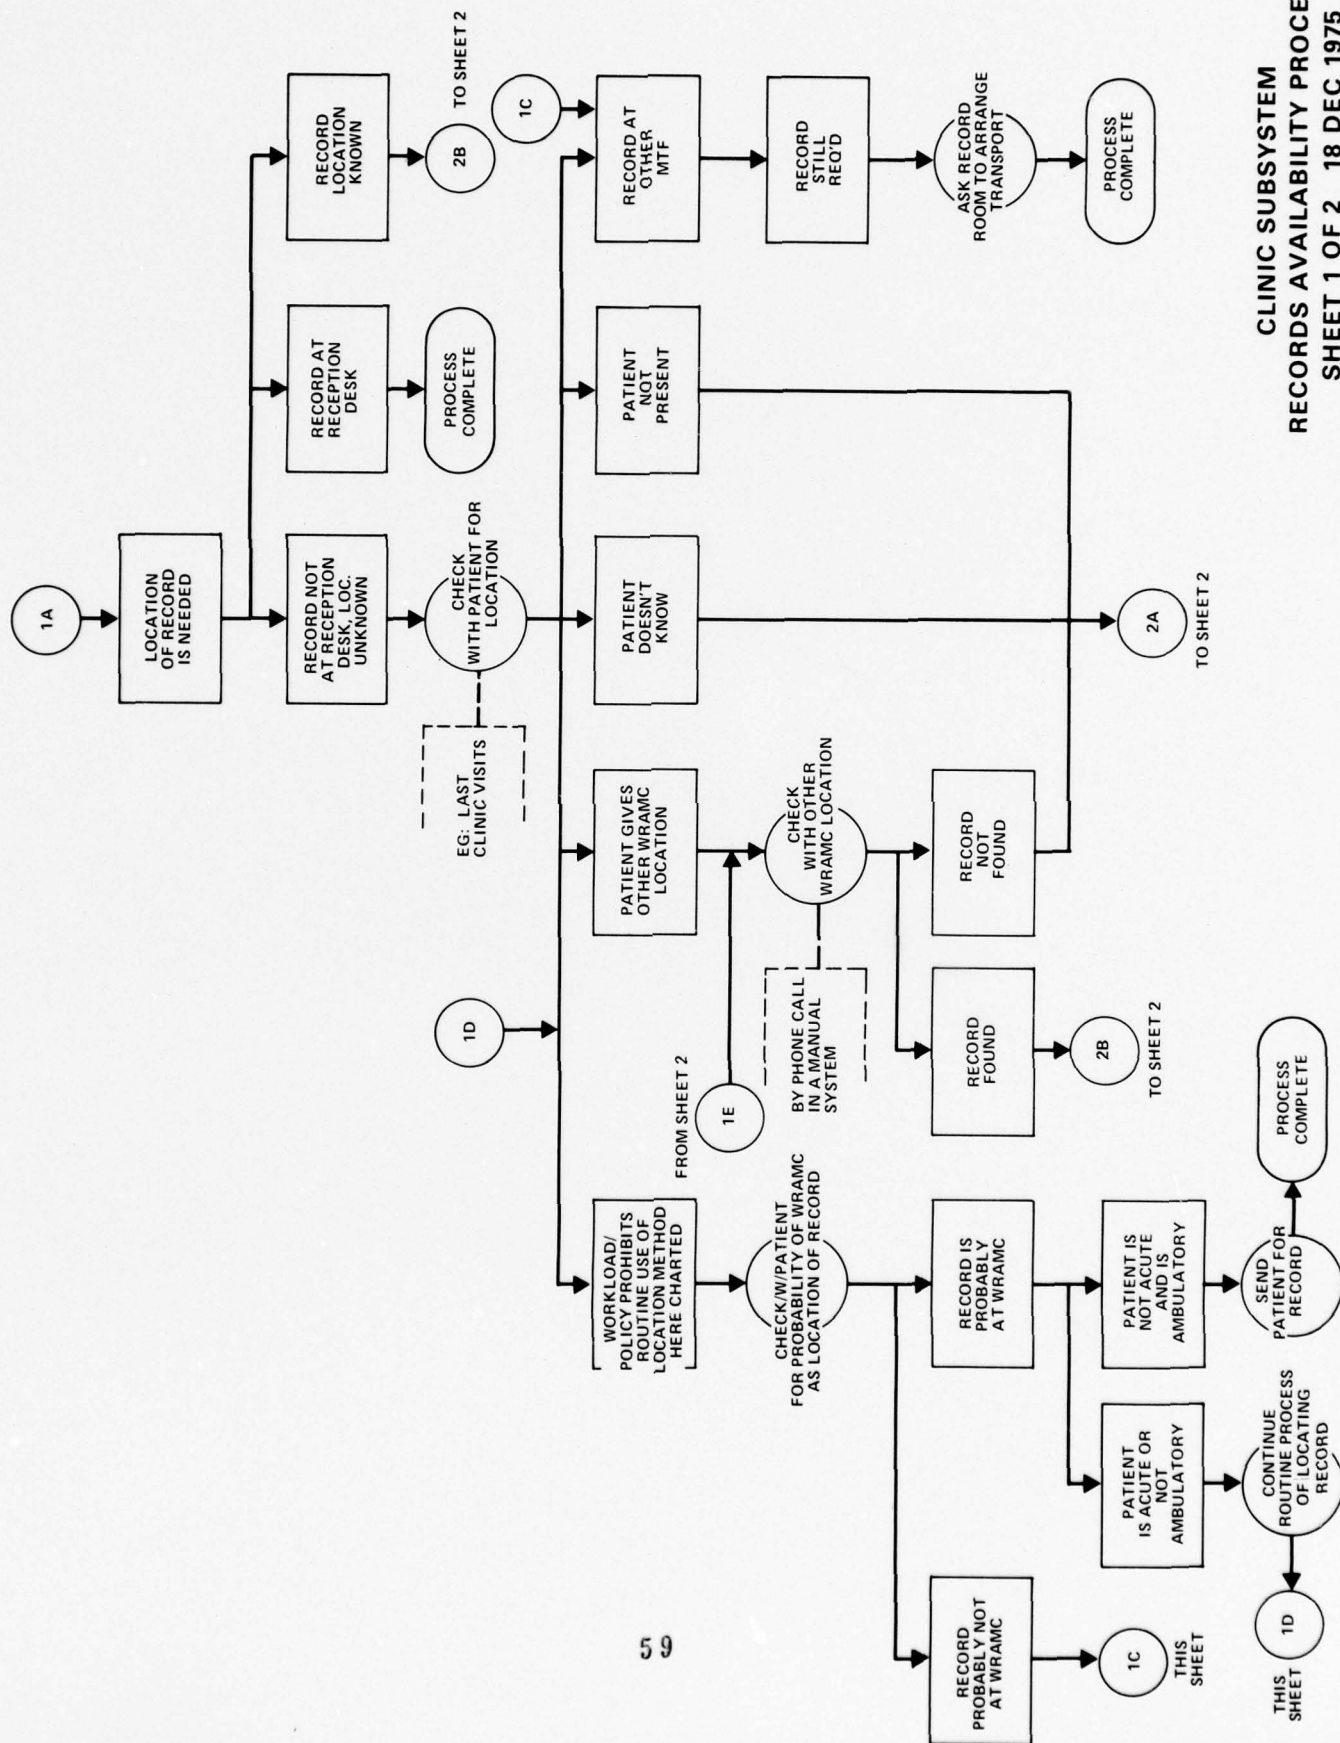 1A
LOCATION
OF RECORD
IS NEEDED
RECORD NOT
AT RECEPTION
DESK, LOC.
UNKNOWN
RECORD AT
RECEPTION
DESK
RECORD
LOCATION
KNOWN
EG: LAST
CLINIC VISITS
CHECK
WITH PATIENT FOR
LOCATION
PROCESS
COMPLETE
2B
TO SHEET 2
1D
1C
WORKLOAD/
POLICY PROHIBITS
ROUTINE USE OF
LOCATION METHOD
HERE CHARTED
PATIENT GIVES
OTHER WRAMC
LOCATION
PATIENT
DOESN'T
KNOW
PATIENT
NOT
PRESENT
RECORD AT
OTHER
MTF
FROM SHEET 2
1E
CHECK/W/PATIENT
FOR PROBABILITY OF WRAMC
AS LOCATION OF RECORD
BY PHONE CALL
IN A MANUAL
SYSTEM
CHECK
WITH OTHER
WRAMC LOCATION
RECORD
STILL
REQ'D
RECORD
PROBABLY NOT
AT WRAMC
RECORD IS
PROBABLY
AT WRAMC
RECORD
FOUND
RECORD
NOT
FOUND
ASK RECORD
ROOM TO ARRANGE
TRANSPORT
1C
THIS
SHEET
PATIENT
IS ACUTE OR
NOT
AMBULATORY
PATIENT IS
NOT ACUTE
AND IS
AMBULATORY
2B
TO SHEET 2
2A
TO SHEET 2
PROCESS
COMPLETE
THIS
SHEET
1D
CONTINUE
ROUTINE PROCESS
OF LOCATING
RECORD
SEND
PATIENT FOR
RECORD
PROCESS
COMPLETE
CLINIC SUBSYSTEM
RECORDS AVAILABILITY PROCE
SHEET 1 OF 2 18 DEC 1975
59